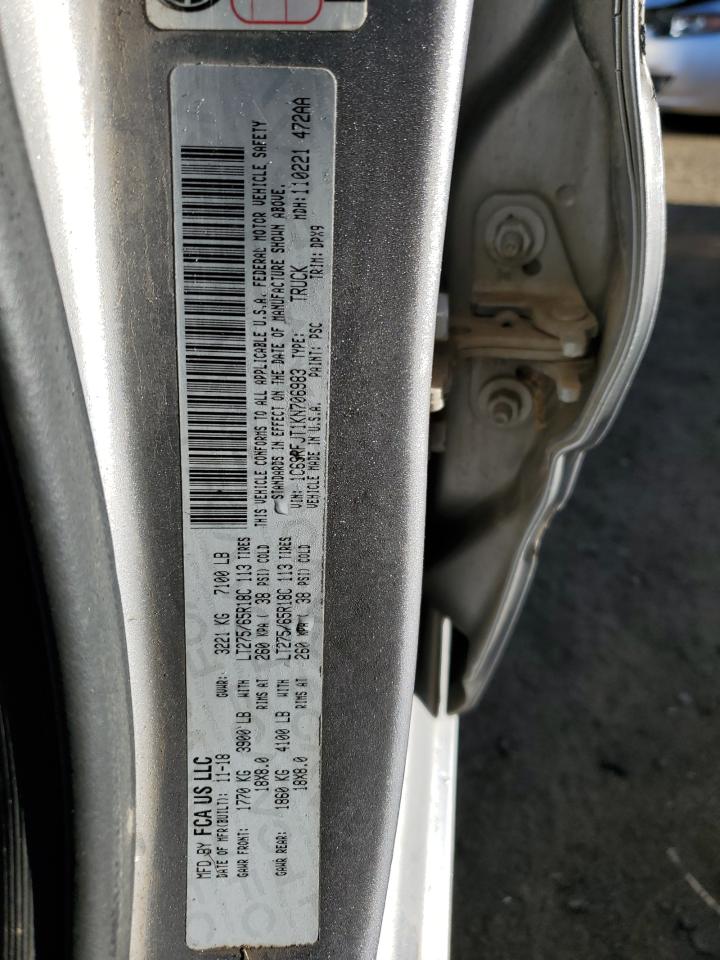 MFD BY FCA US LLC
DATE OF MFR(BUILT): 11-18 GVWR: 3221 KG 7100 LB
GAWR FRONT: 1770 KG 3900 LB WITH LT275/65R18C 113 TIRES
18X8.0 RIMS AT 260 KPA ( 38 PSI) COLD
GAWR REAR: 1860 KG 4100 LB WITH LT275/65R18C 113 TIRES
18X8.0 RIMS AT 260 KPA ( 38 PSI) COLD
THIS VEHICLE CONFORMS TO ALL APPLICABLE U.S.A. FEDERAL MOTOR VEHICLE SAFETY
STANDARDS IN EFFECT ON THE DATE OF MANUFACTURE SHOWN ABOVE.
VIN: 1C6SRFJT1KN706983 TYPE: TRUCK MDH: 110221 472AA
VEHICLE MADE IN U.S.A. PAINT: PSC TRIM: DPX9